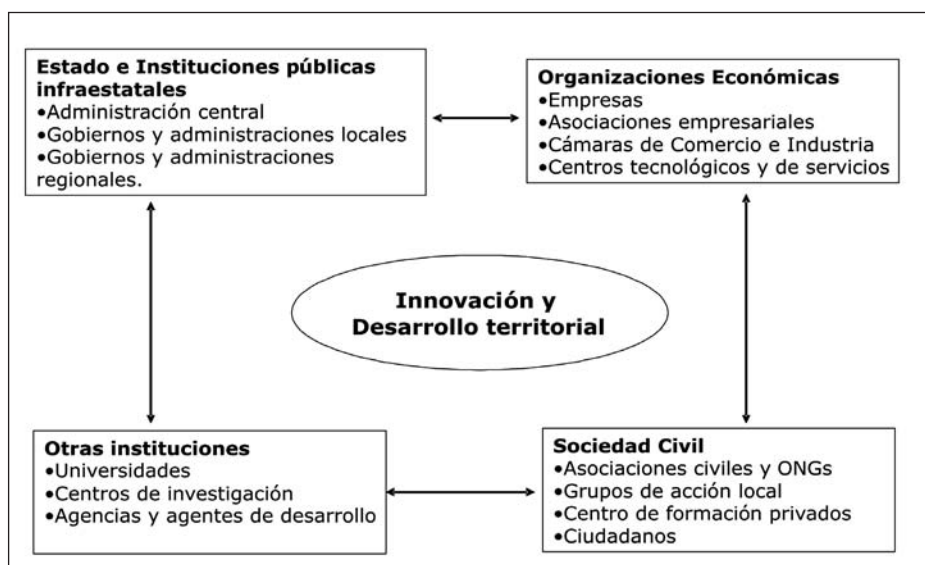 Estado e Instituciones públicas
infraestatales
•Administración central
•Gobiernos y administraciones locales
•Gobiernos y administraciones
regionales.
Organizaciones Económicas
•Empresas
•Asociaciones empresariales
•Cámaras de Comercio e Industria
•Centros tecnológicos y de servicios
Innovación y
Desarrollo territorial
Otras instituciones
•Universidades
•Centros de investigación
•Agencias y agentes de desarrollo
Sociedad Civil
•Asociaciones civiles y ONGs
•Grupos de acción local
•Centro de formación privados
•Ciudadanos